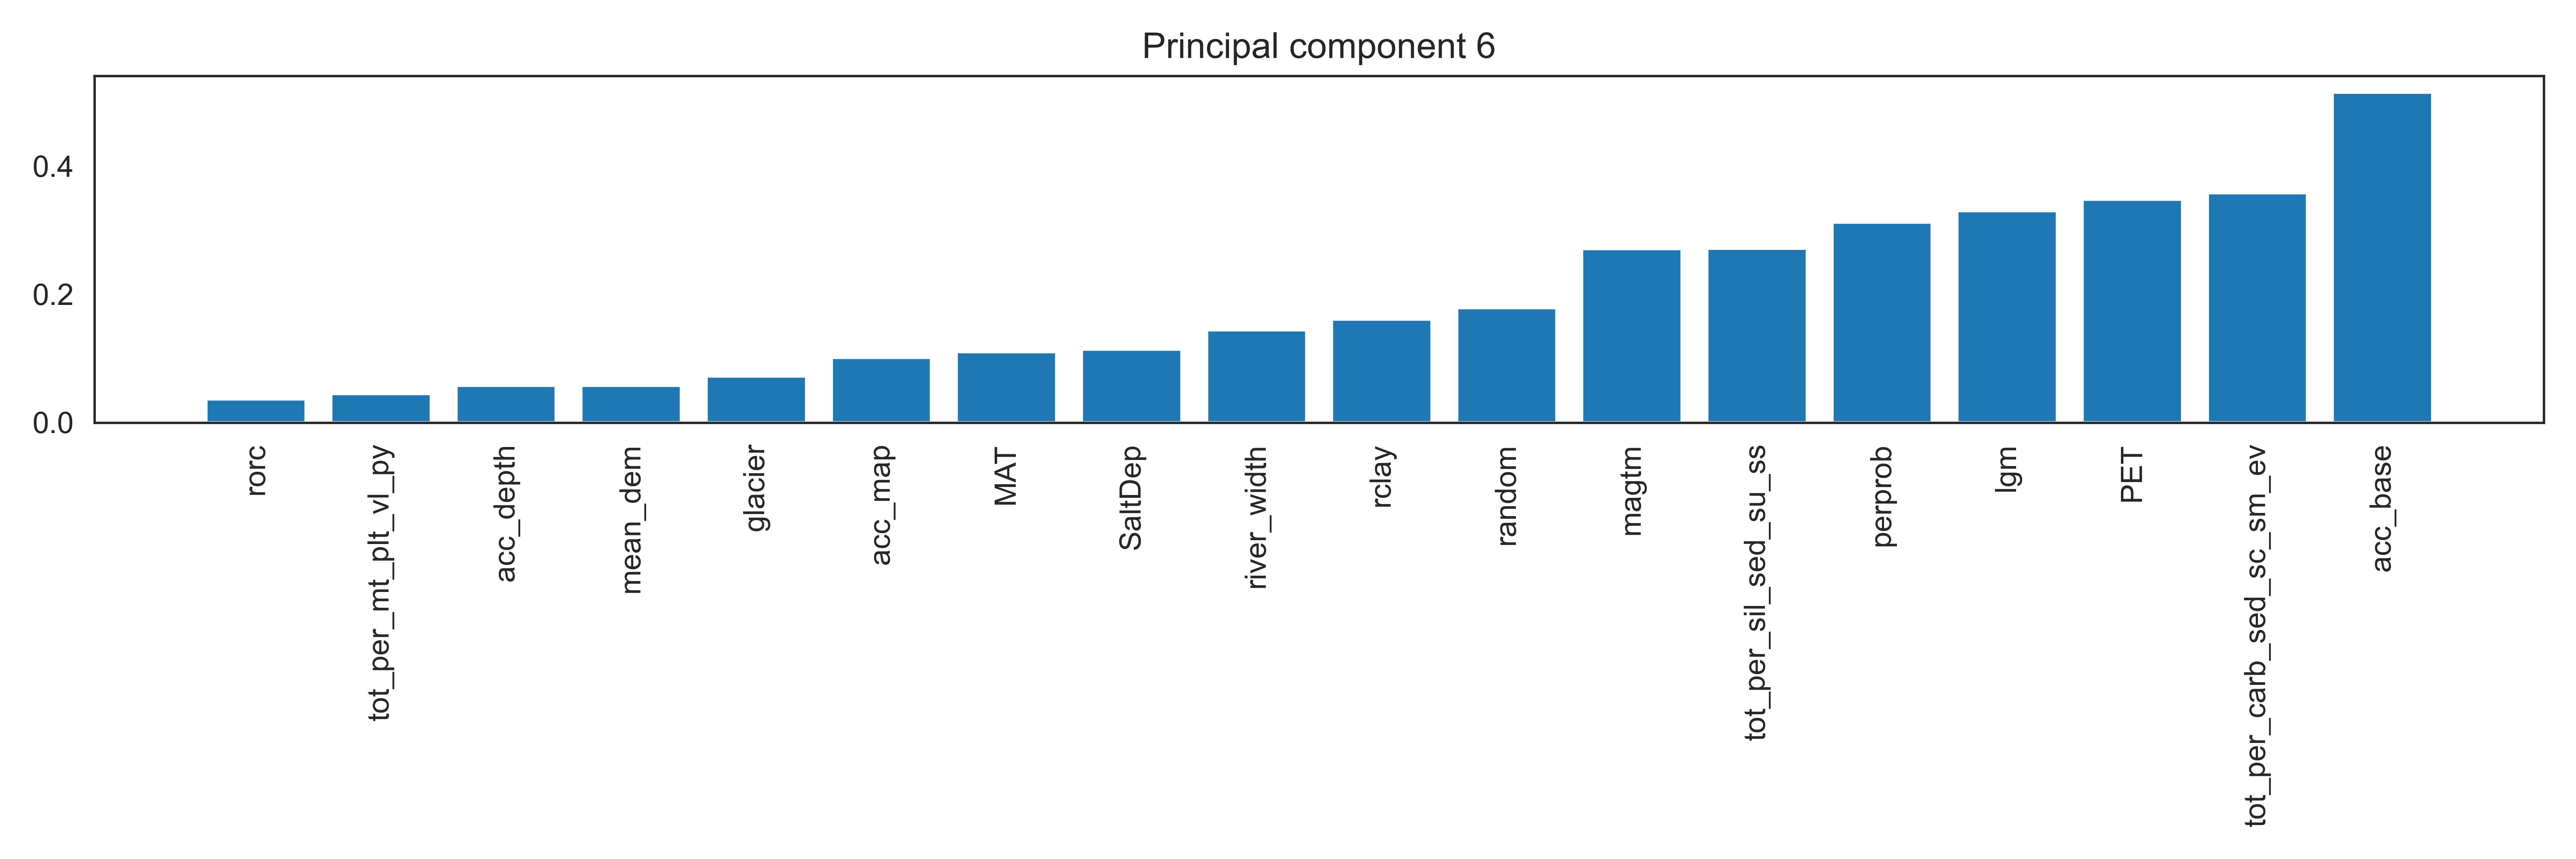 Principal component 6
0.4
0.2
0.0
rorc
tot_per_mt_plt_vl_py
acc_depth
mean_dem
glacier
acc_map
MAT
SaltDep
river_width
rclay
random
magtm
tot_per_sil_sed_su_ss
perprob
lgm
PET
tot_per_carb_sed_sc_sm_ev
acc_base